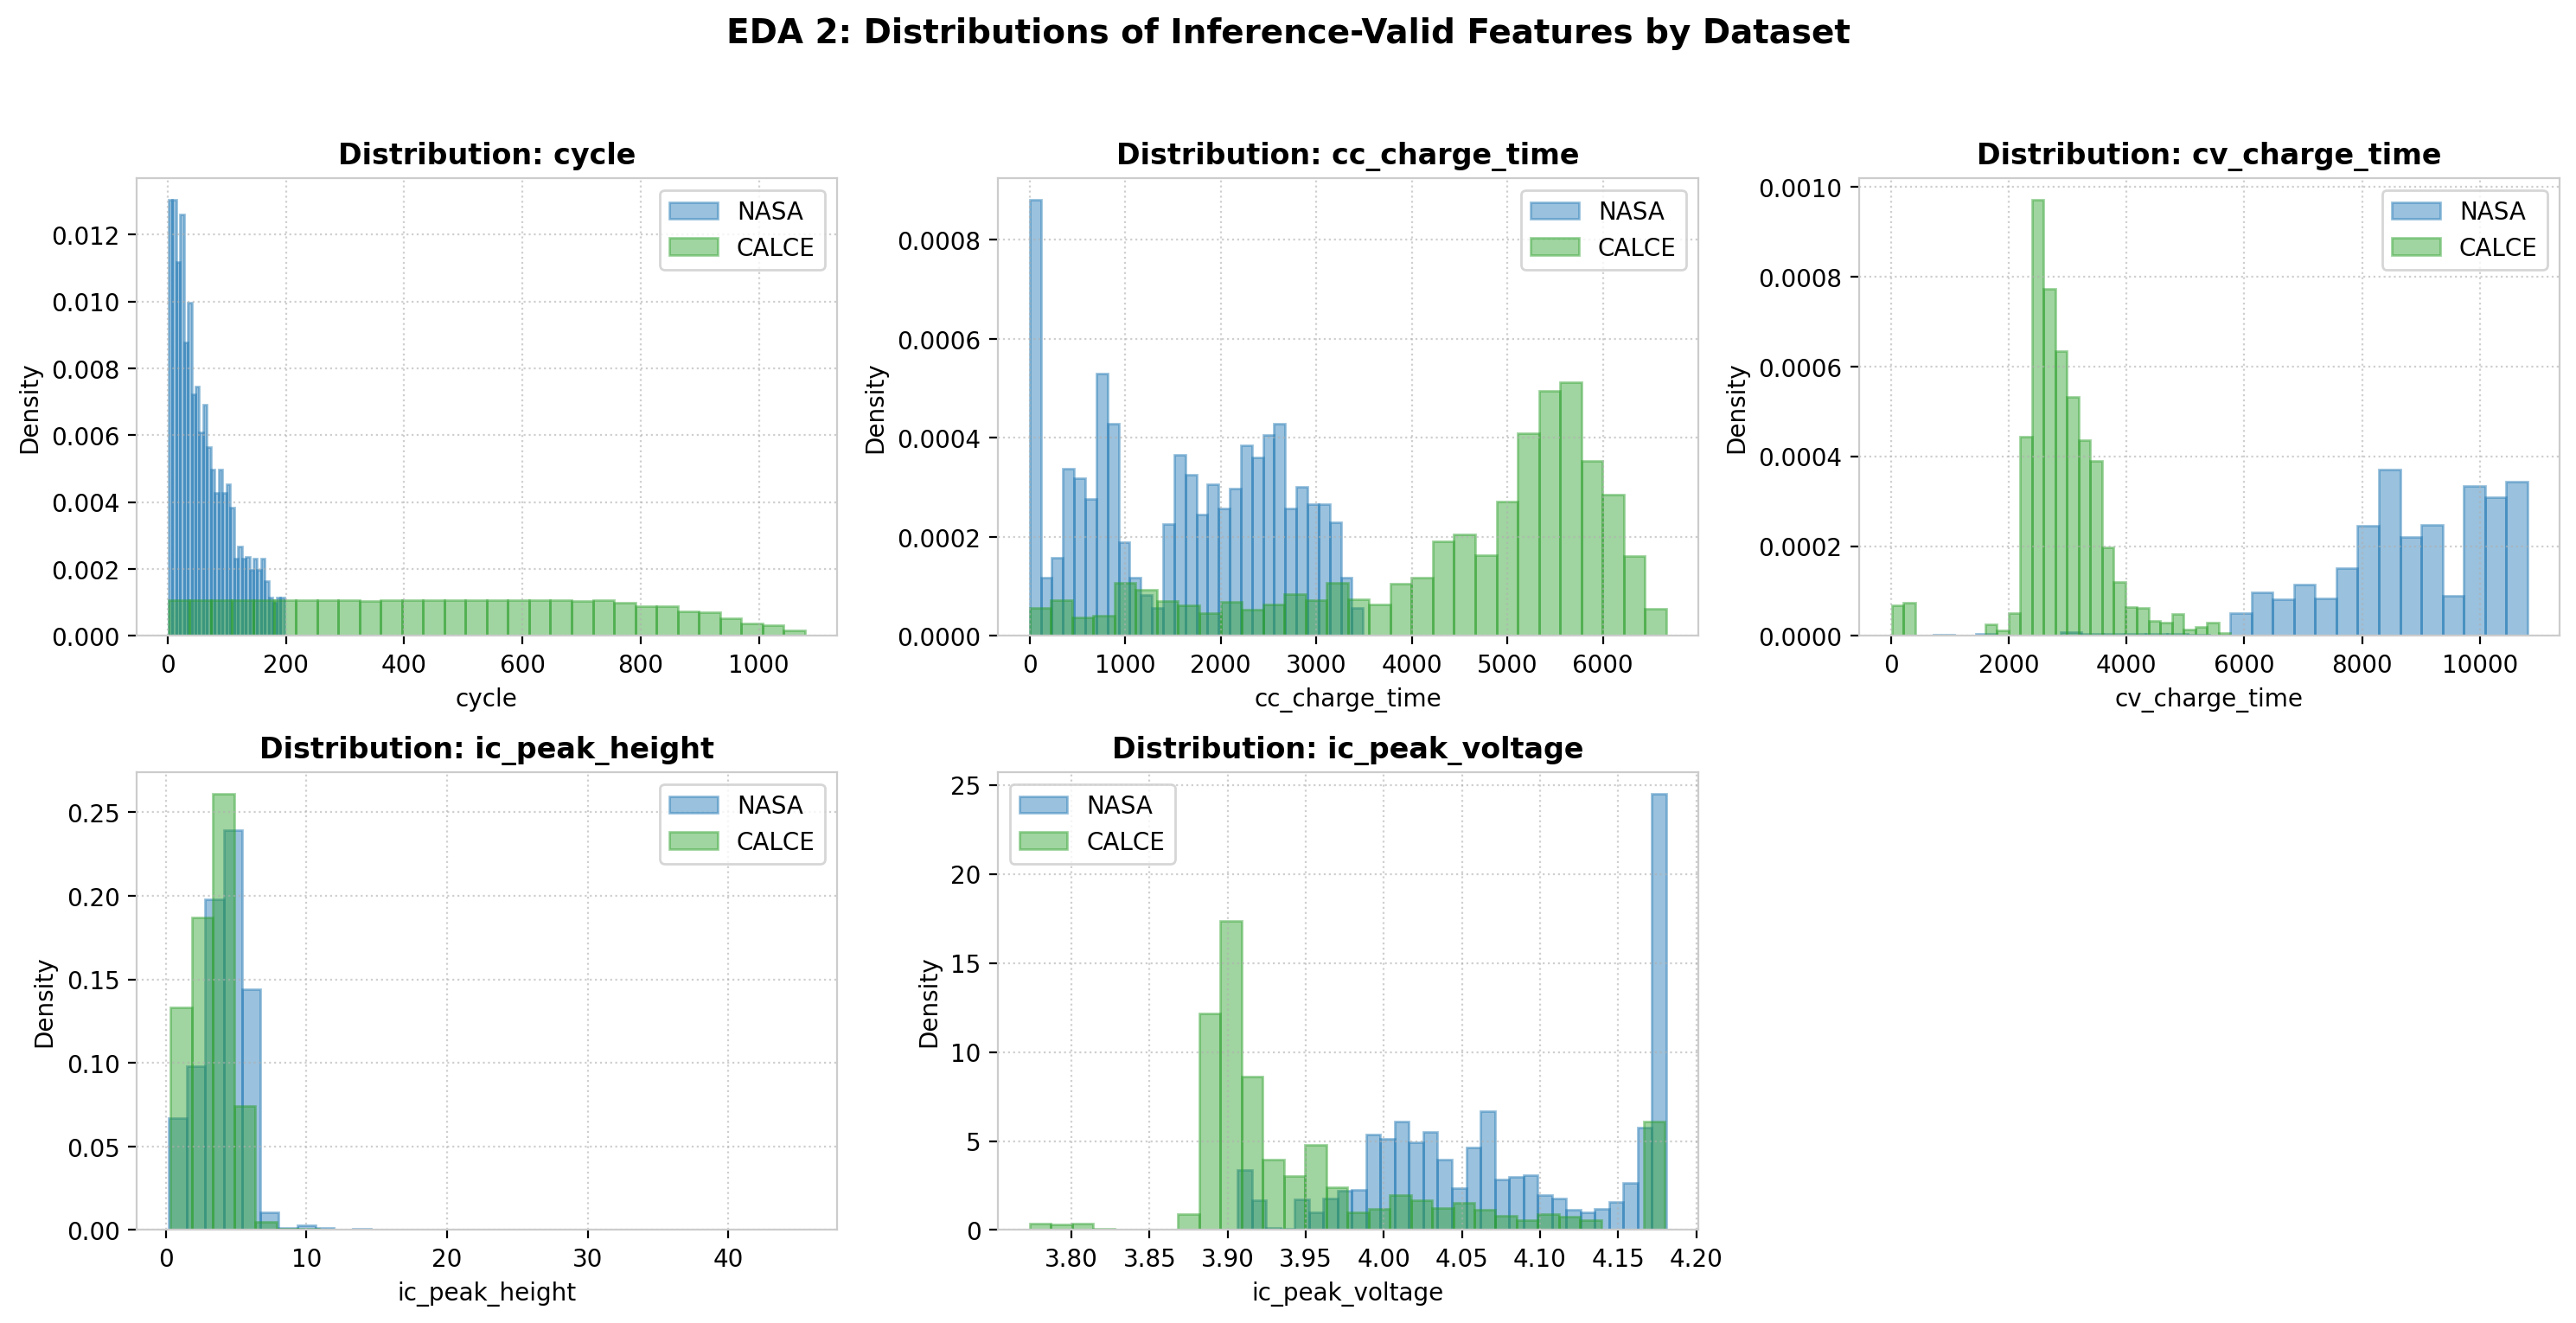 EDA 2: Distributions of Inference-Valid Features by Dataset
Distribution: cycle
NASA
CALCE
0.012
0.010
0.008
0.006
0.004
0.002
0.000
Density
0
200
400
600
800
1000
cycle
Distribution: cc_charge_time
NASA
CALCE
0.0008
0.0006
0.0004
0.0002
0.0000
Density
0
1000
2000
3000
4000
5000
6000
cc_charge_time
Distribution: cv_charge_time
NASA
CALCE
0.0010
0.0008
0.0006
0.0004
0.0002
0.0000
Density
0
2000
4000
6000
8000
10000
cv_charge_time
Distribution: ic_peak_height
NASA
CALCE
0.25
0.20
0.15
0.10
0.05
0.00
Density
0
10
20
30
40
ic_peak_height
Distribution: ic_peak_voltage
NASA
CALCE
25
20
15
10
5
0
Density
3.80
3.85
3.90
3.95
4.00
4.05
4.10
4.15
4.20
ic_peak_voltage